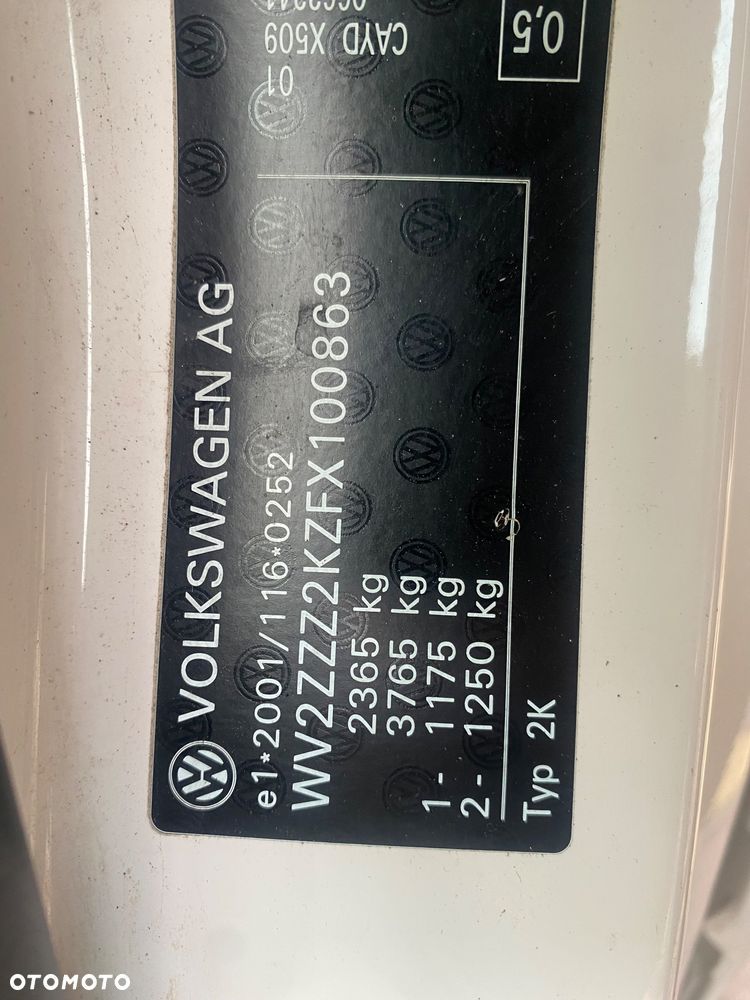 VOLKSWAGEN AG
e1*2001/116*0252
WV2ZZZ2KZFX100863
2365 kg
3765 kg
1- 1175 kg
2- 1250 kg
Typ 2K
01
CAYD X509
0,5
OTOMOTO